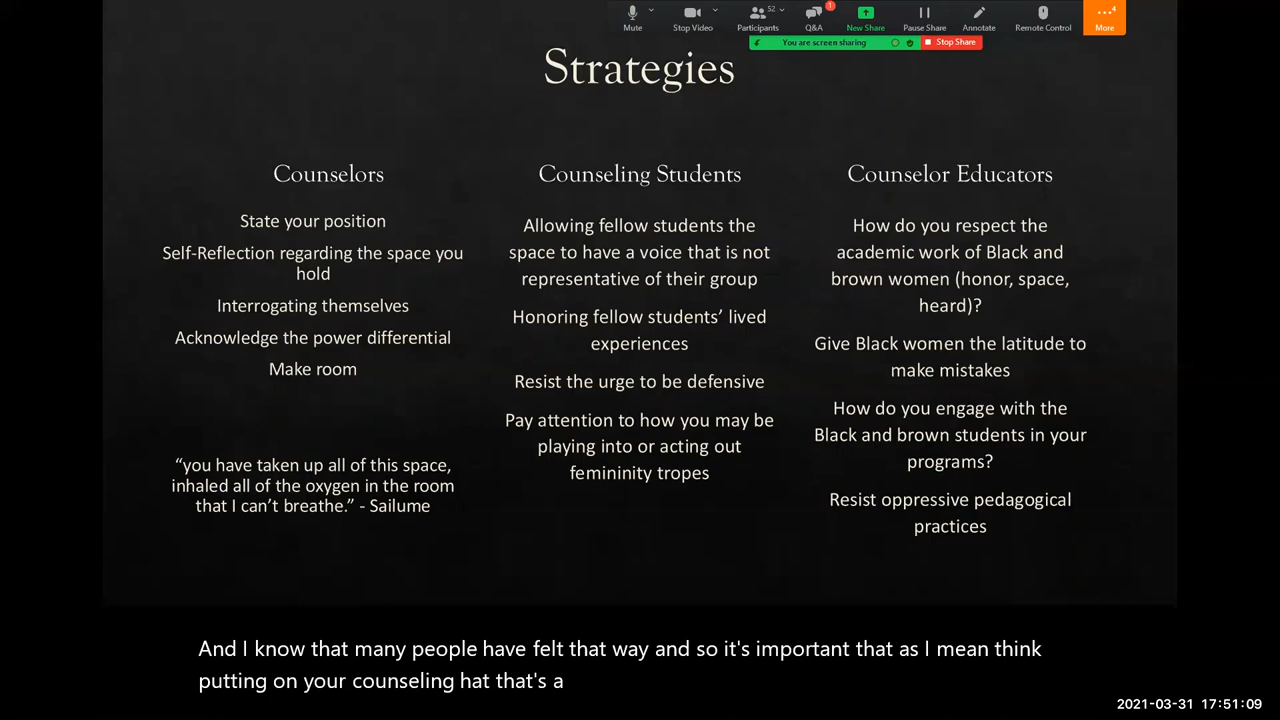 Mute
Stop Video
52
Participants
1
Q&A
New Share
Pause Share
Annotate
Remote Control
4
More
You are screen sharing
Stop Share
Strategies
Counselors
State your position
Self-Reflection regarding the space you
hold
Interrogating themselves
Acknowledge the power differential
Make room
“you have taken up all of this space,
inhaled all of the oxygen in the room
that I can’t breathe.” - Sailume
Counseling Students
Allowing fellow students the
space to have a voice that is not
representative of their group
Honoring fellow students’ lived
experiences
Resist the urge to be defensive
Pay attention to how you may be
playing into or acting out
femininity tropes
Counselor Educators
How do you respect the
academic work of Black and
brown women (honor, space,
heard)?
Give Black women the latitude to
make mistakes
How do you engage with the
Black and brown students in your
programs?
Resist oppressive pedagogical
practices
And I know that many people have felt that way and so it's important that as I mean think
putting on your counseling hat that's a
2021-03-31 17:51:09